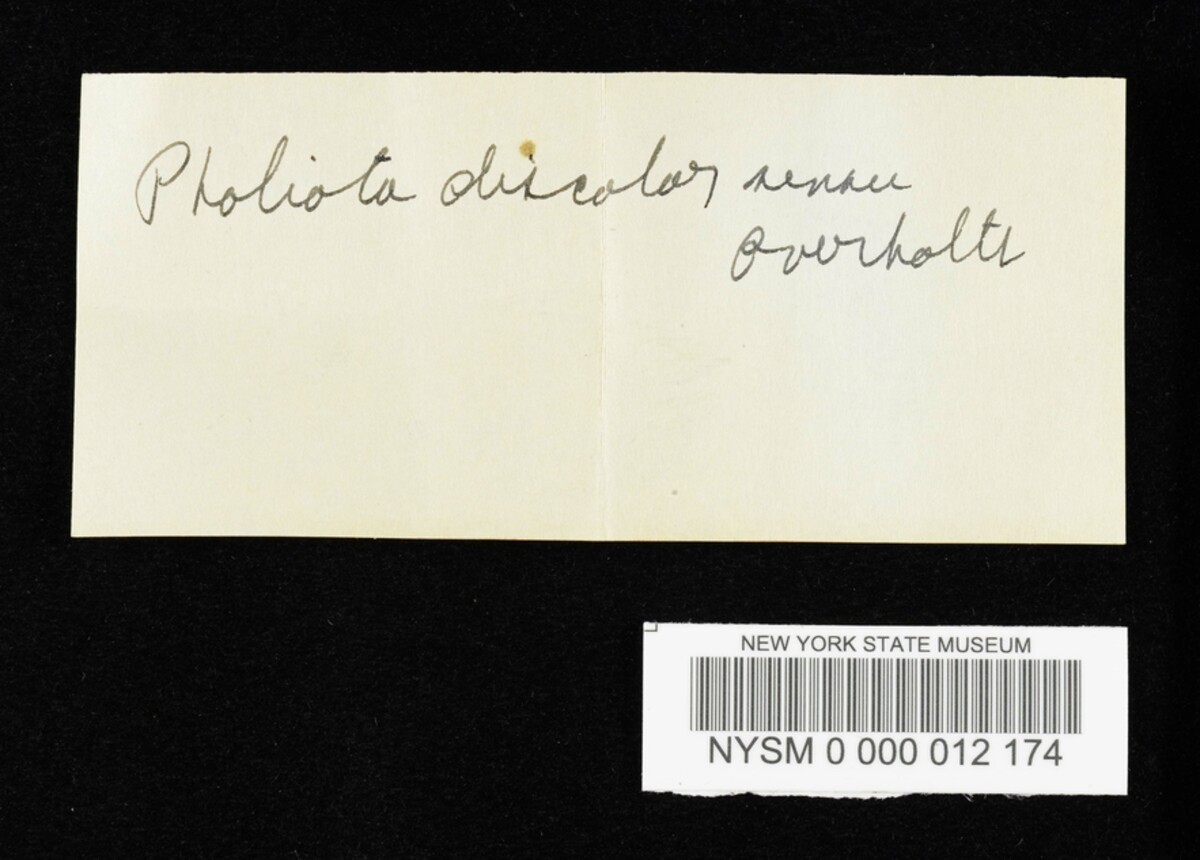 Pholiota discolor sensu
Overholts
NEW YORK STATE MUSEUM
NYSM 0 000 012 174